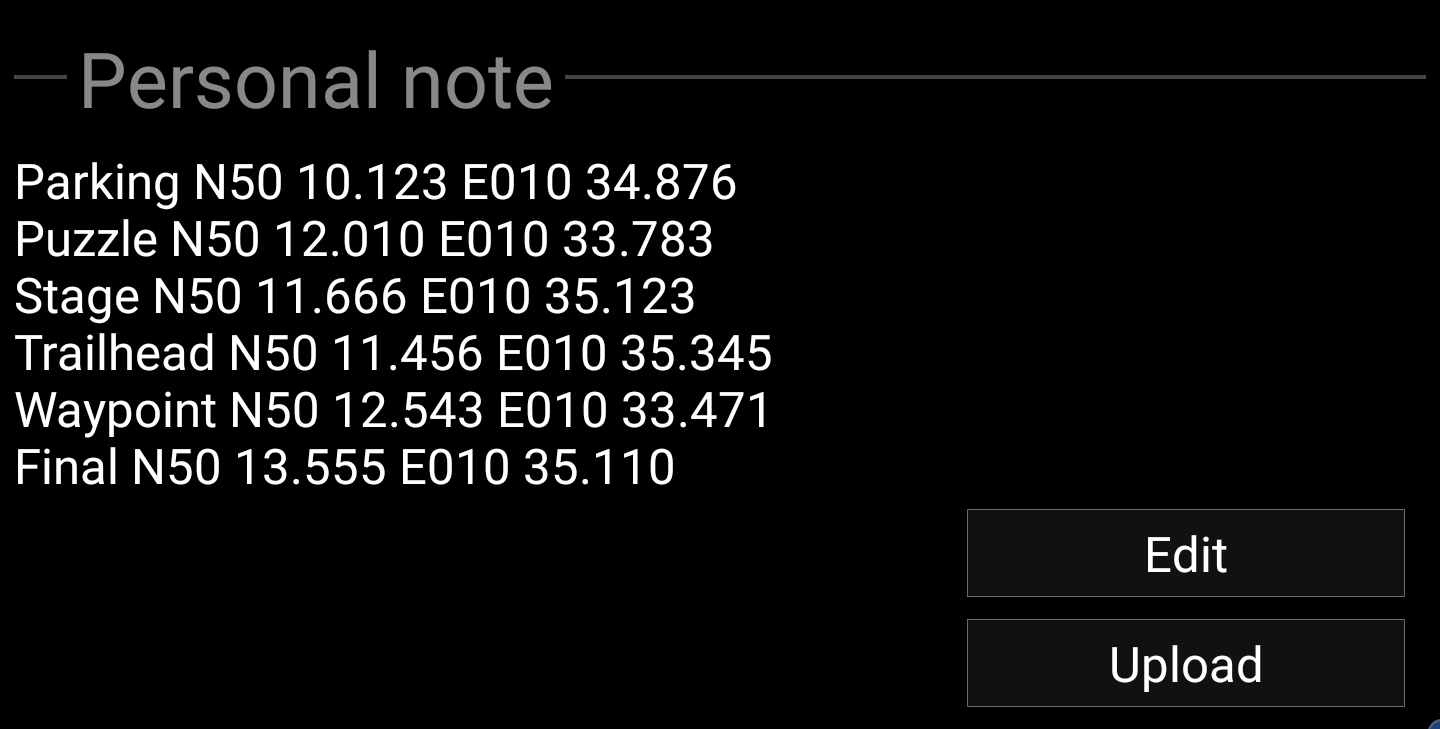 Personal note
Parking N50 10.123 E010 34.876
Puzzle N50 12.010 E010 33.783
Stage N50 11.666 E010 35.123
Trailhead N50 11.456 E010 35.345
Waypoint N50 12.543 E010 33.471
Final N50 13.555 E010 35.110
Edit
Upload